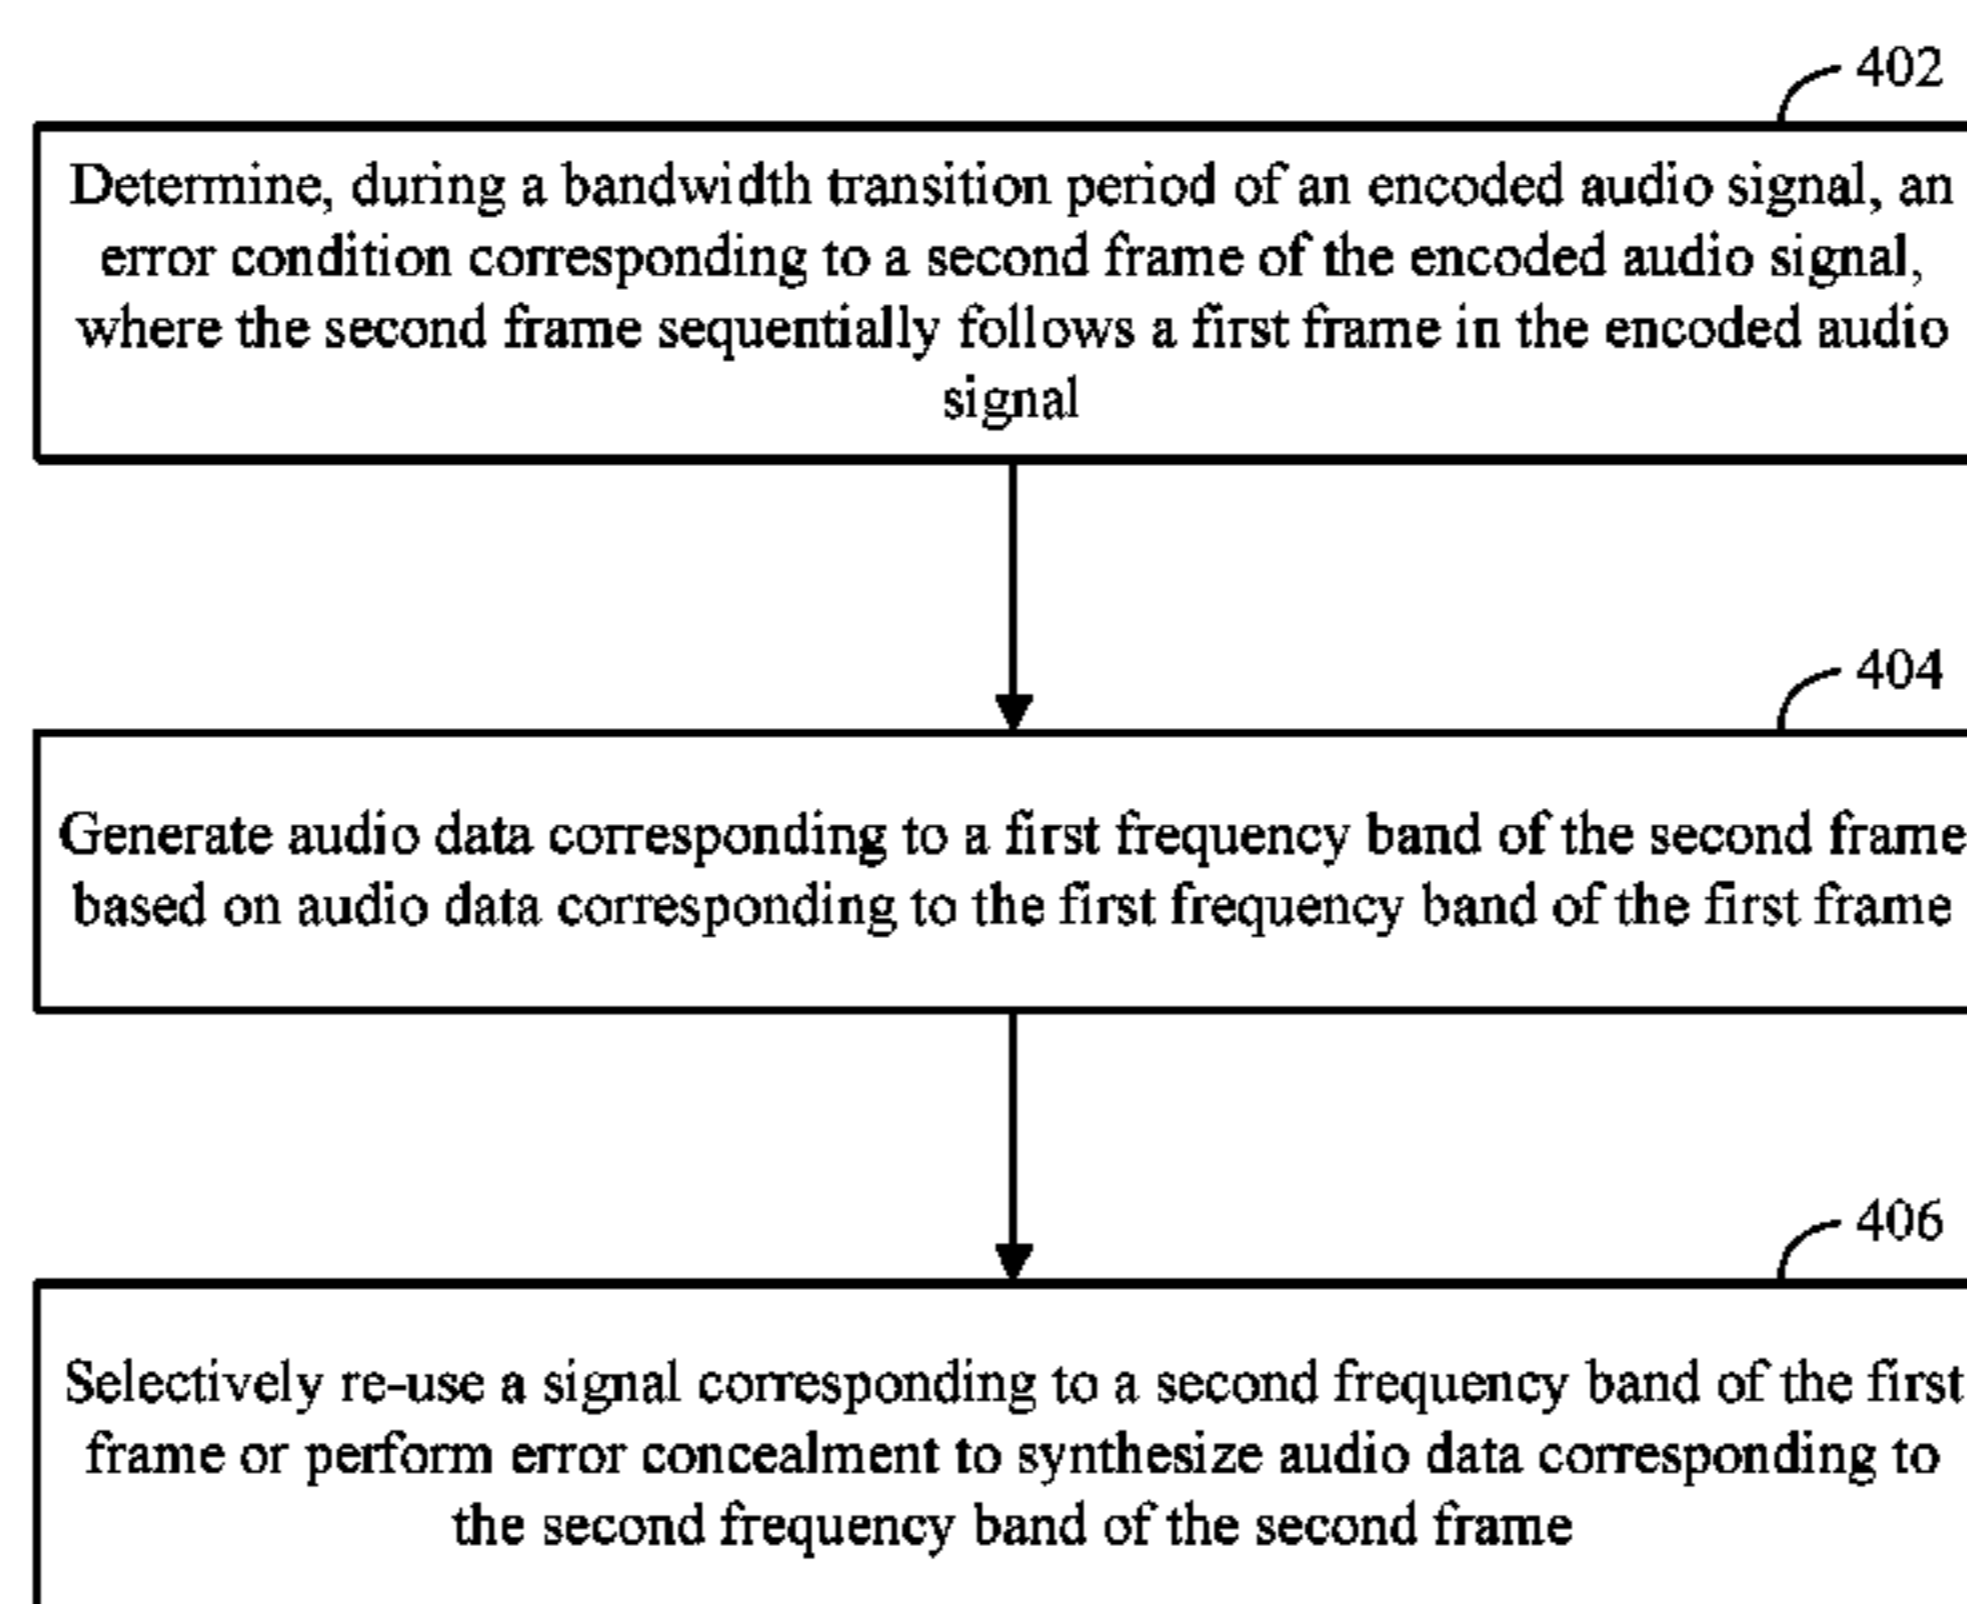 402
Determine, during a bandwidth transition period of an encoded audio signal, an
error condition corresponding to a second frame of the encoded audio signal,
where the second frame sequentially follows a first frame in the encoded audio
signal
404
Generate audio data corresponding to a first frequency band of the second frame
based on audio data corresponding to the first frequency band of the first frame
406
Selectively re-use a signal corresponding to a second frequency band of the first
frame or perform error concealment to synthesize audio data corresponding to
the second frequency band of the second frame